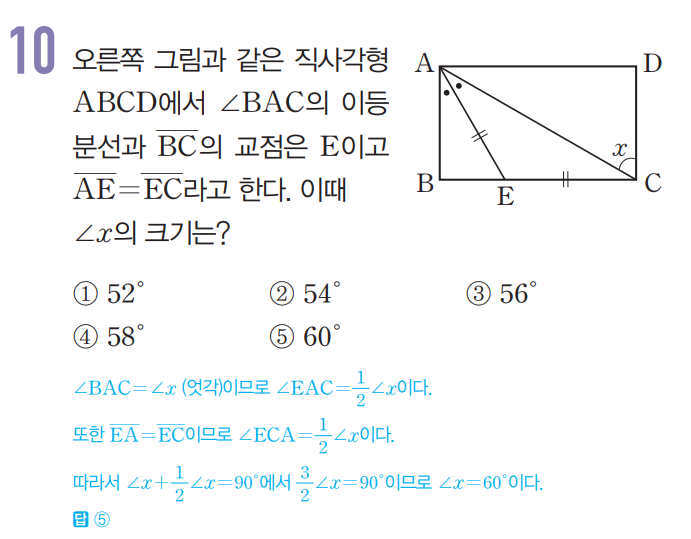 10
오른쪽 그림과 같은 직사각형
ABCD에서 ∠BAC의 이등
분선과 BC의 교점은 E이고
AE=EC라고 한다. 이때
∠x의 크기는?
A
D
x
B
E
C
① 52° ② 54° ③ 56°
④ 58° ⑤ 60°
∠BAC=∠x (엇각)이므로 ∠EAC=1/2∠x이다.
또한 EA=EC이므로 ∠ECA=1/2∠x이다.
따라서 ∠x+1/2∠x=90°에서 3/2∠x=90°이므로 ∠x=60°이다.
답 ⑤